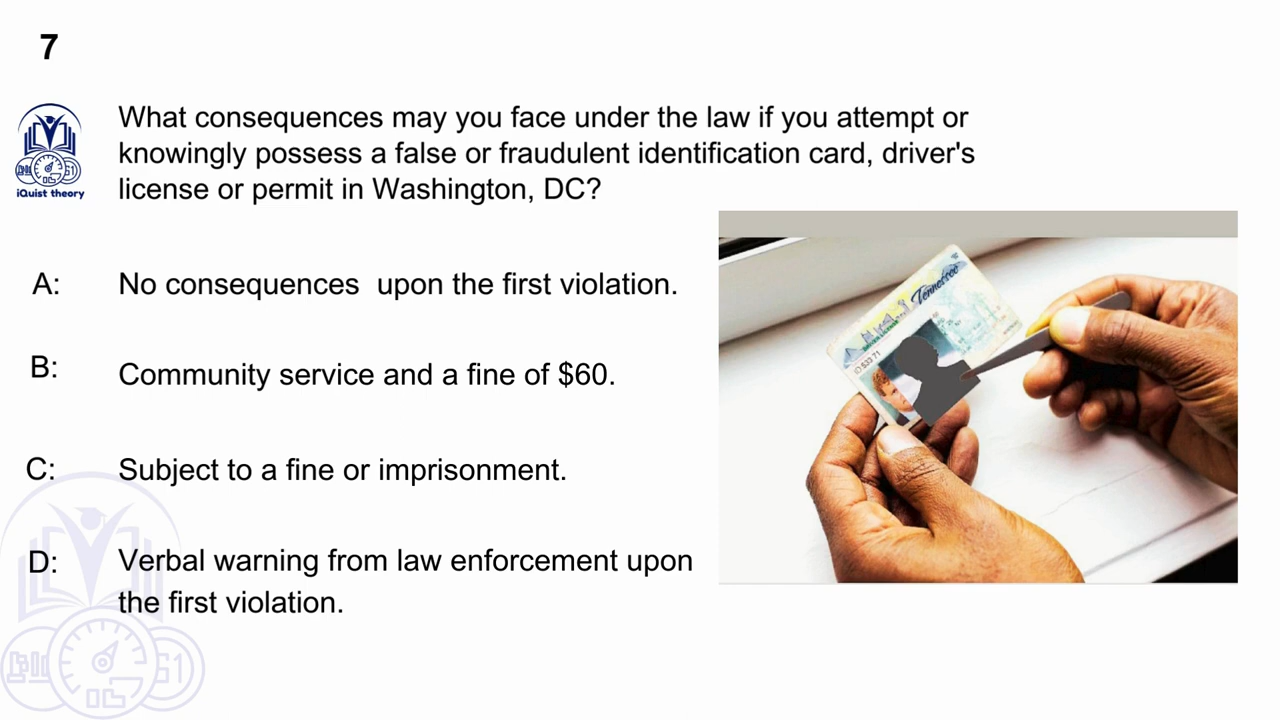 7
iQuist theory
What consequences may you face under the law if you attempt or
knowingly possess a false or fraudulent identification card, driver's
license or permit in Washington, DC?
A: No consequences  upon the first violation.
B: Community service and a fine of $60.
C: Subject to a fine or imprisonment.
D: Verbal warning from law enforcement upon
the first violation.
Tennessee